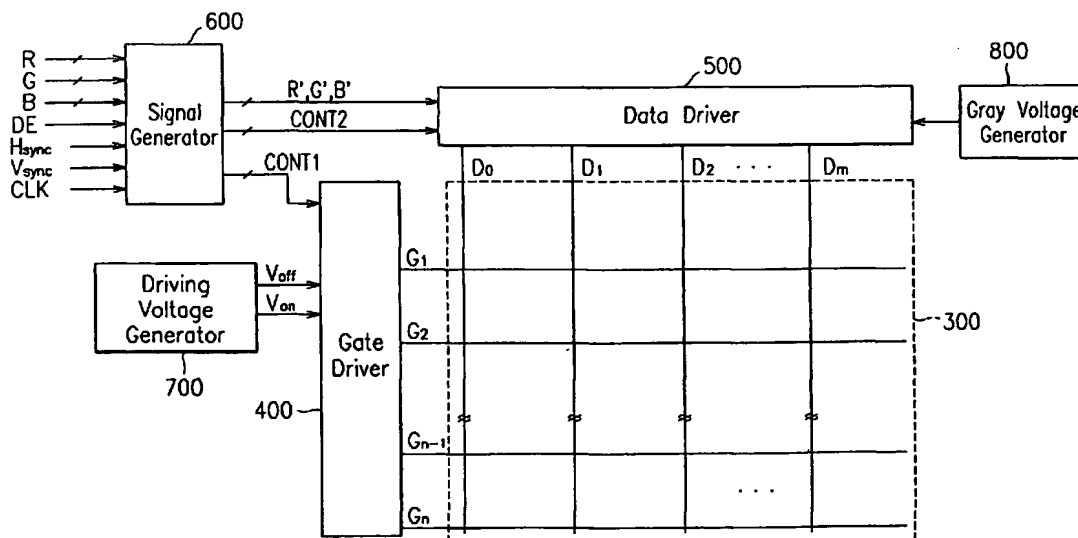 600
R
G
B
DE
Hsync
Vsync
CLK
Signal
Generator
R',G',B'
CONT2
CONT1
500
Data Driver
800
Gray Voltage
Generator
D0
D1
D2
· · · ·
Dm
Driving
Voltage
Generator
700
Voff
Von
Gate
Driver
400
G1
G2
Gn-1
Gn
· · ·
300